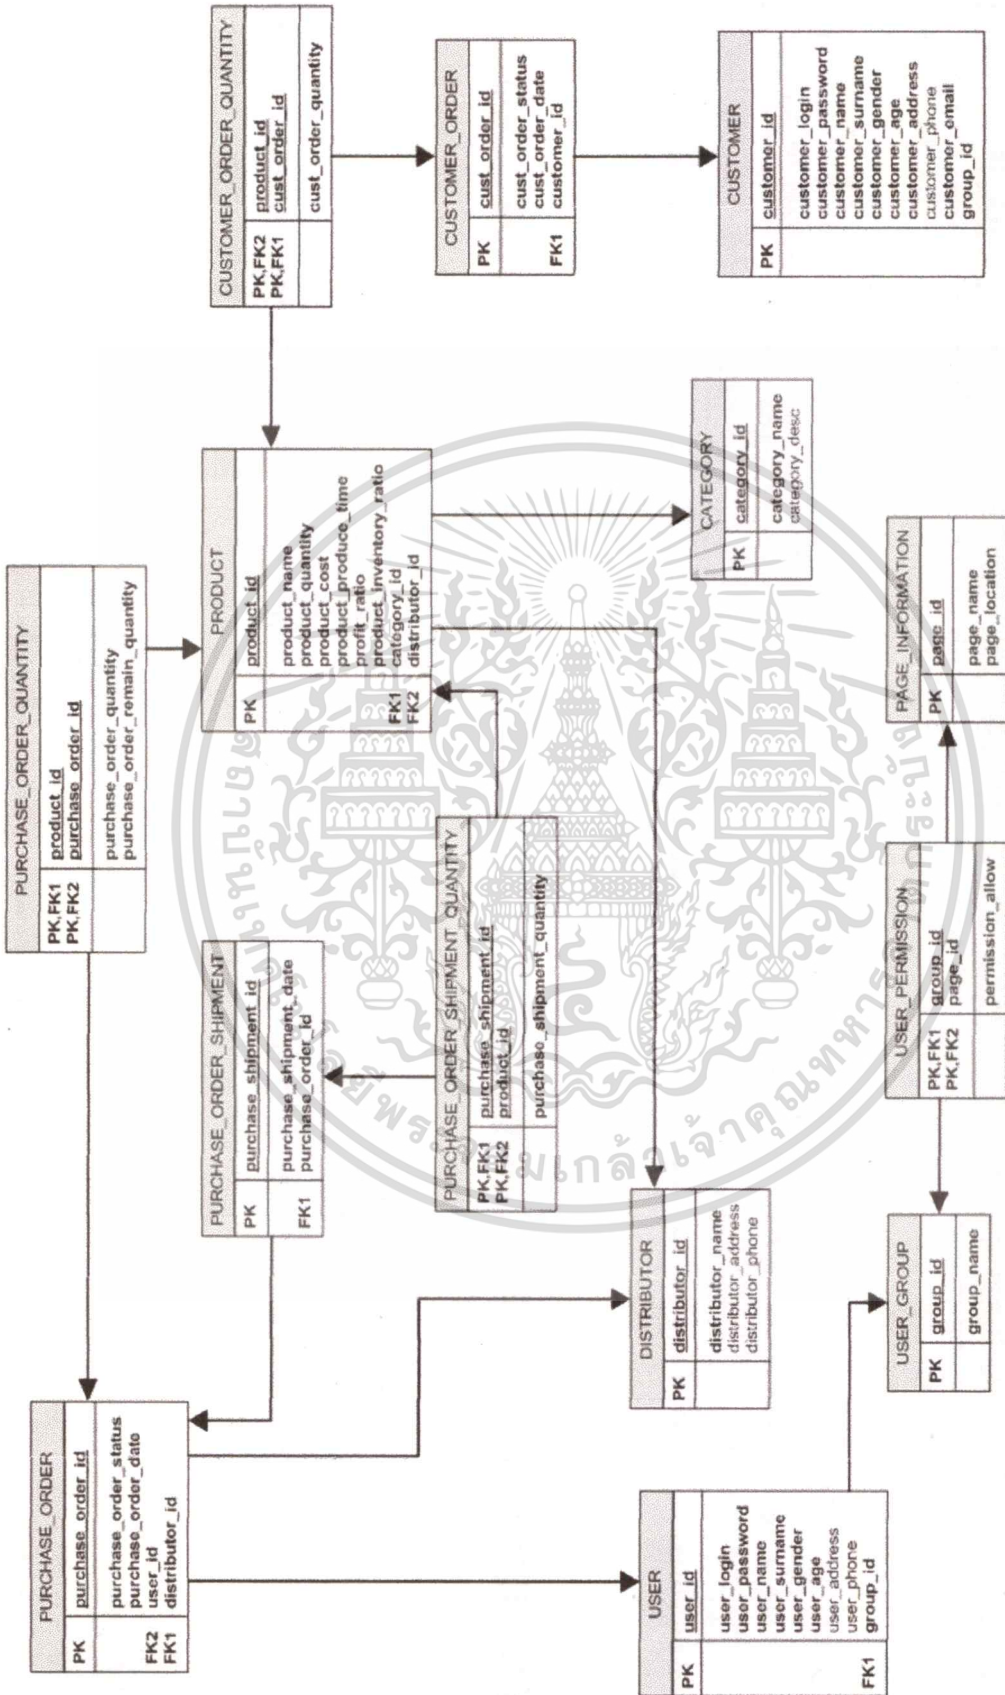 PURCHASE_ORDER
PK purchase_order_id
purchase_order_status
purchase_order_date
FK2 user_id
FK1 distributor_id
PURCHASE_ORDER_QUANTITY
PK,FK1 product_id
PK,FK2 purchase_order_id
purchase_order_quantity
purchase_order_remain_quantity
CUSTOMER_ORDER_QUANTITY
PK,FK2 product_id
PK,FK1 cust_order_id
cust_order_quantity
PURCHASE_ORDER_SHIPMENT
PK purchase_shipment_id
purchase_shipment_date
FK1 purchase_order_id
PRODUCT
PK product_id
product_name
product_quantity
product_cost
product_produce_time
profit_ratio
product_inventory_ratio
FK1 category_id
FK2 distributor_id
CUSTOMER_ORDER
PK cust_order_id
cust_order_status
cust_order_date
FK1 customer_id
PURCHASE_ORDER_SHIPMENT QUANTITY
PK,FK1 purchase_shipment_id
PK,FK2 product_id
purchase_shipment_quantity
USER
PK user_id
user_login
user_password
user_name
user_surname
user_gender
user_age
user_address
user_phone
FK1 group_id
DISTRIBUTOR
PK distributor_id
distributor_name
distributor_address
distributor_phone
CATEGORY
PK category_id
category_name
category_desc
CUSTOMER
PK customer_id
customer_login
customer_password
customer_name
customer_surname
customer_gender
customer_age
customer_address
customer_phone
customer_email
group_id
USER_GROUP
PK group_id
group_name
USER_PERMISSION
PK,FK1 group_id
PK,FK2 page_id
permission_allow
PAGE_INFORMATION
PK page_id
page_name
page_location